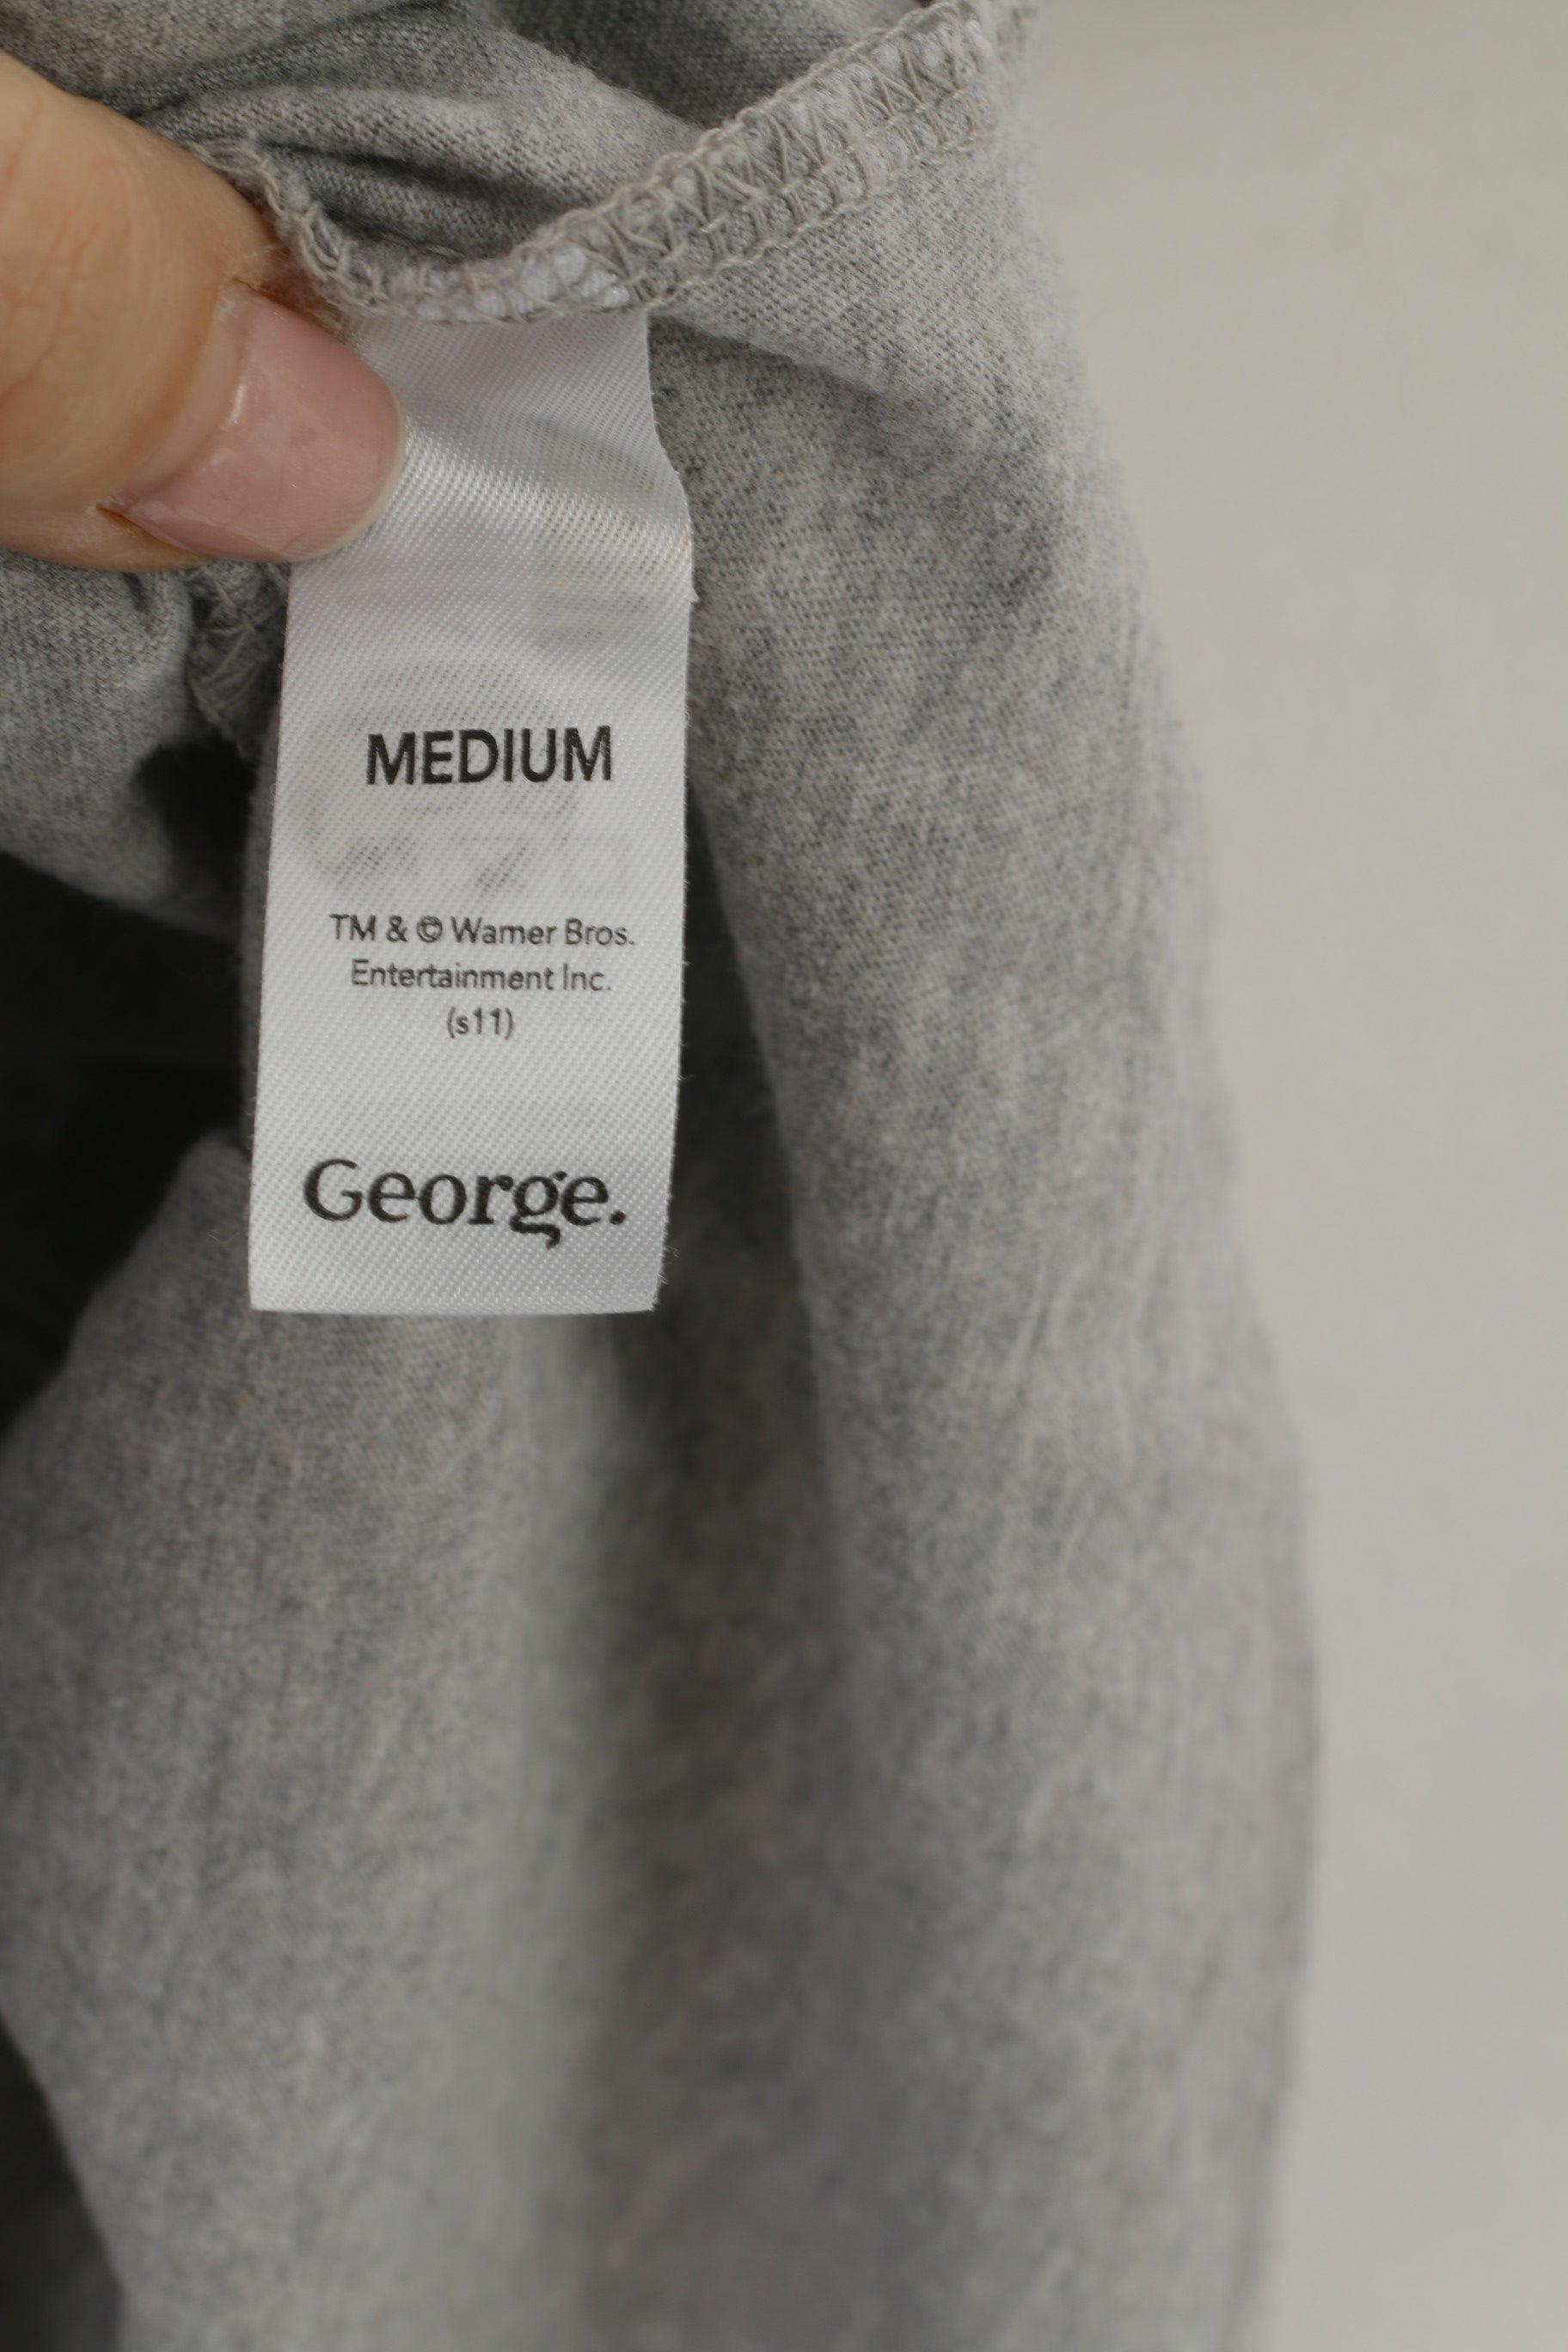 MEDIUM
TM & © Warner Bros.
Entertainment Inc.
(s11)
George.